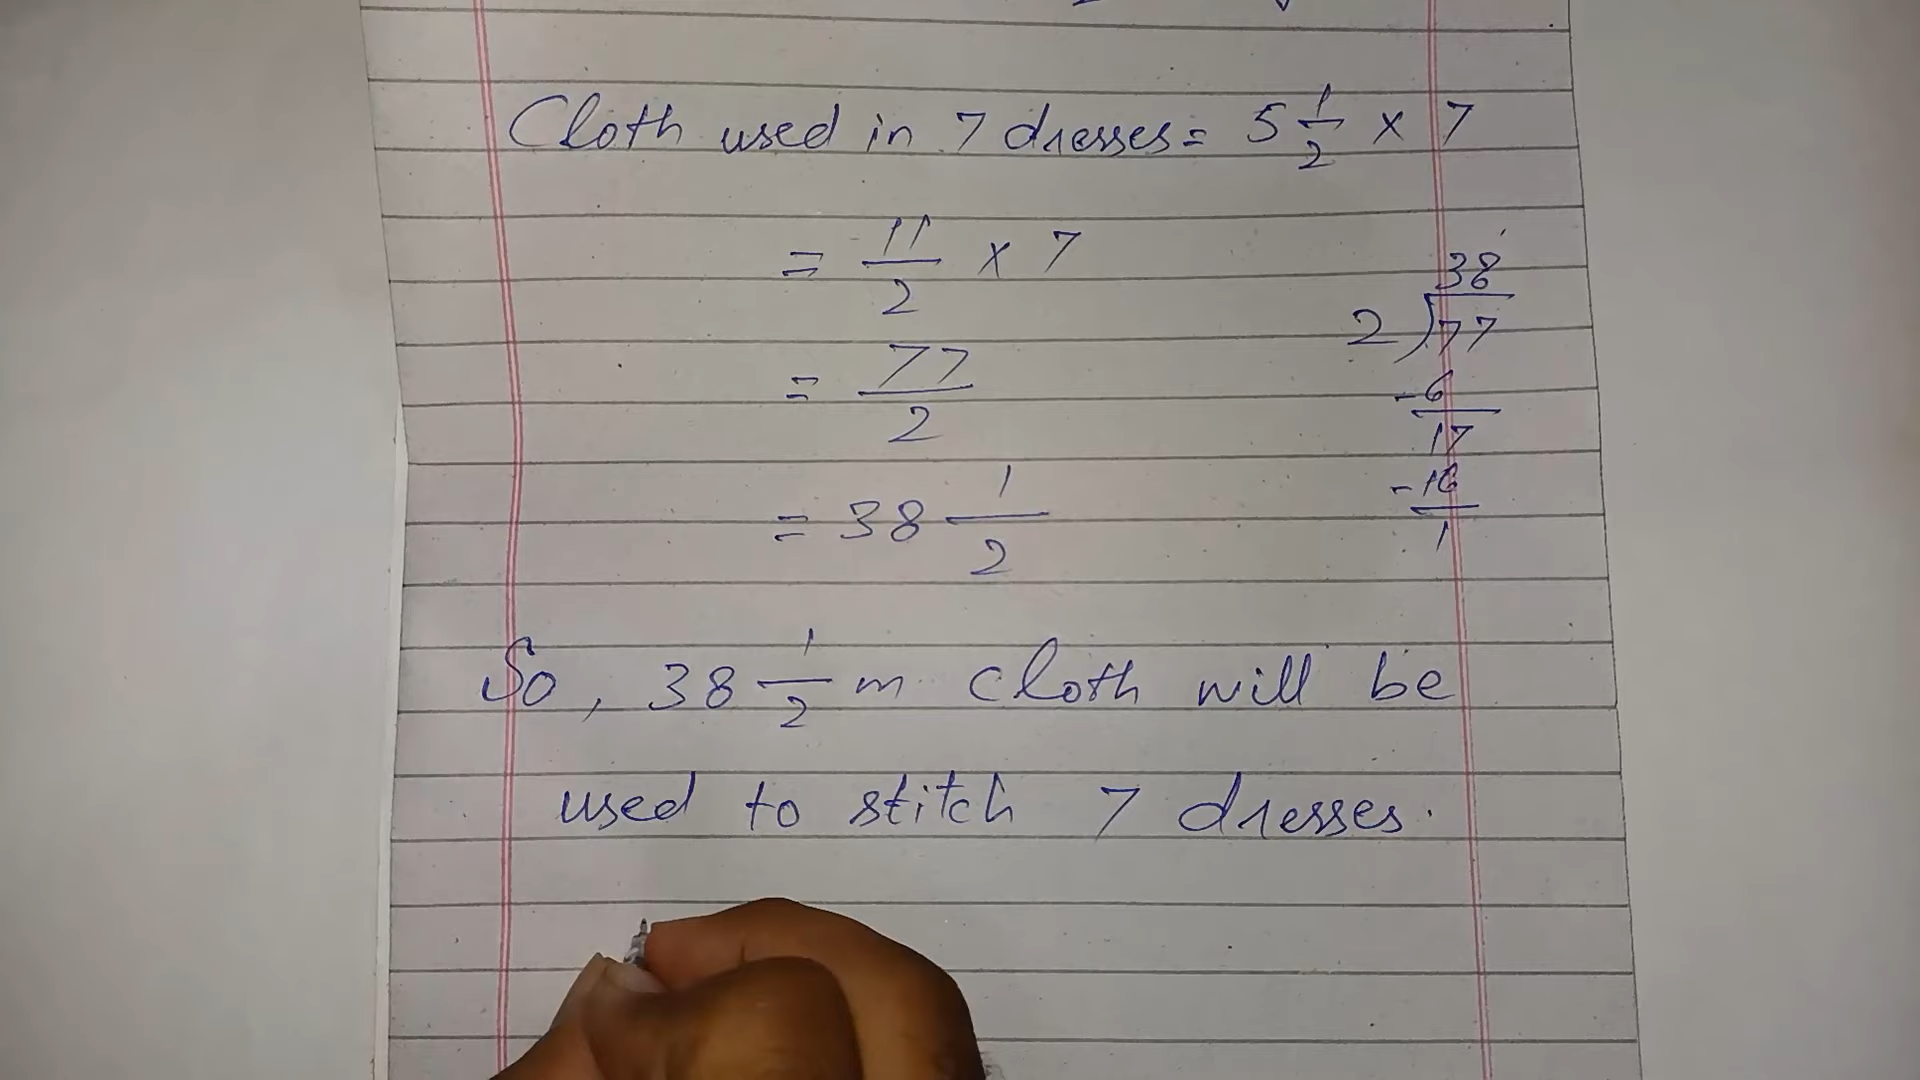 Cloth used in 7 dresses = 5 1/2 × 7
= 11/2 × 7
= 77/2
= 38 1/2
38
2)77
-6
17
-16
1
So, 38 1/2 m cloth will be
used to stitch 7 dresses.